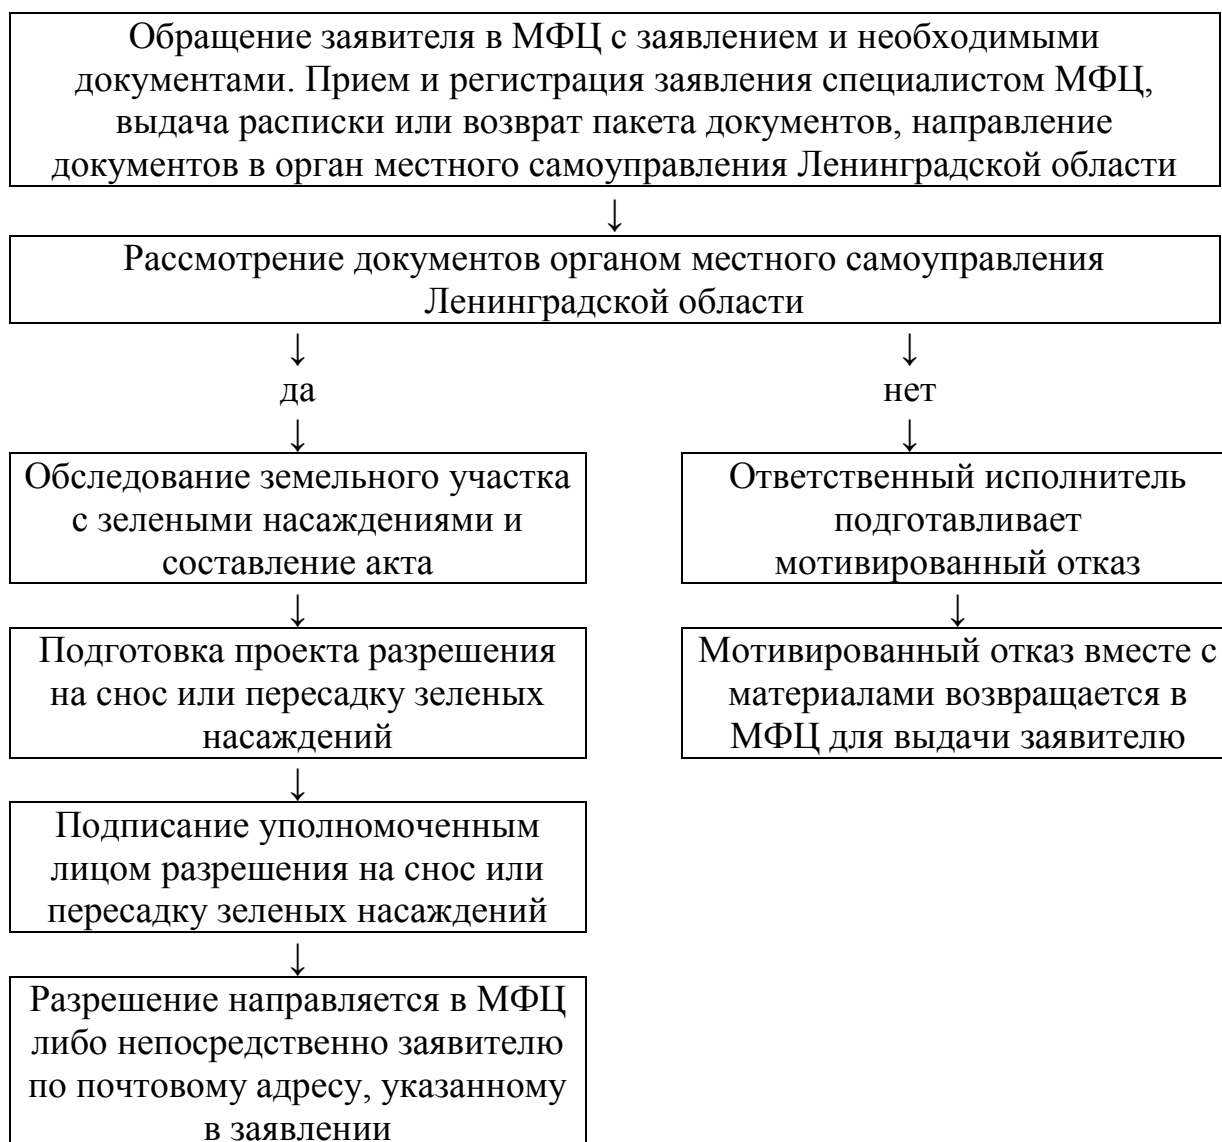 Обращение заявителя в МФЦ с заявлением и необходимыми
документами. Прием и регистрация заявления специалистом МФЦ,
выдача расписки или возврат пакета документов, направление
документов в орган местного самоуправления Ленинградской области
↓
Рассмотрение документов органом местного самоуправления
Ленинградской области
↓
да
↓
Обследование земельного участка
с зелеными насаждениями и
составление акта
↓
Подготовка проекта разрешения
на снос или пересадку зеленых
насаждений
↓
Подписание уполномоченным
лицом разрешения на снос или
пересадку зеленых насаждений
↓
Разрешение направляется в МФЦ
либо непосредственно заявителю
по почтовому адресу, указанному
в заявлении
↓
нет
↓
Ответственный исполнитель
подготавливает
мотивированный отказ
↓
Мотивированный отказ вместе с
материалами возвращается в
МФЦ для выдачи заявителю